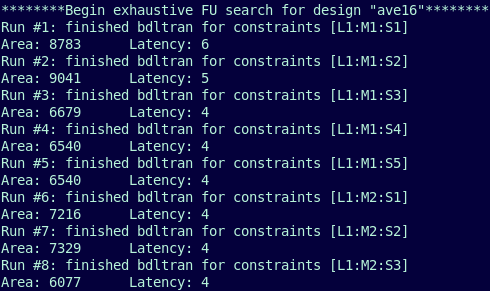 ********Begin exhaustive FU search for design "ave16"********
Run #1: finished bdltran for constraints [L1:M1:S1]
Area: 8783 Latency: 6
Run #2: finished bdltran for constraints [L1:M1:S2]
Area: 9041 Latency: 5
Run #3: finished bdltran for constraints [L1:M1:S3]
Area: 6679 Latency: 4
Run #4: finished bdltran for constraints [L1:M1:S4]
Area: 6540 Latency: 4
Run #5: finished bdltran for constraints [L1:M1:S5]
Area: 6540 Latency: 4
Run #6: finished bdltran for constraints [L1:M2:S1]
Area: 7216 Latency: 4
Run #7: finished bdltran for constraints [L1:M2:S2]
Area: 7329 Latency: 4
Run #8: finished bdltran for constraints [L1:M2:S3]
Area: 6077 Latency: 4